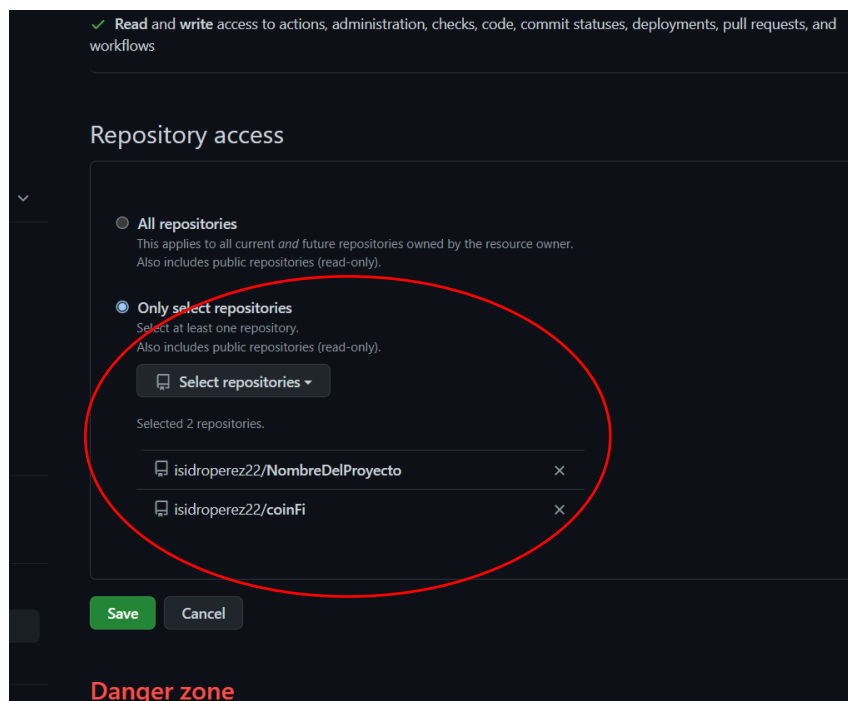 Read and write access to actions, administration, checks, code, commit statuses, deployments, pull requests, and
workflows
Repository access
All repositories
This applies to all current and future repositories owned by the resource owner.
Also includes public repositories (read-only).
Only select repositories
Select at least one repository.
Also includes public repositories (read-only).
Select repositories
Selected 2 repositories.
isidroperez22/NombreDelProyecto
isidroperez22/coinFi
Save Cancel
Danger zone